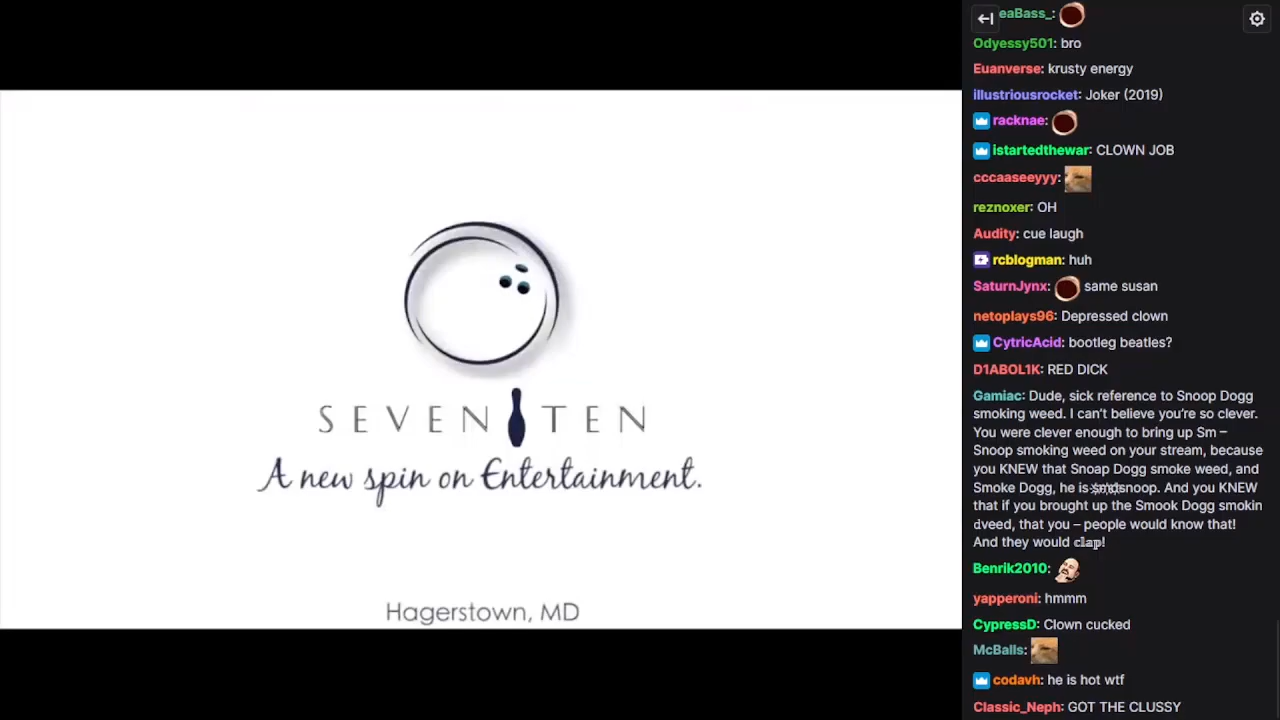 SEVEN TEN
A new spin on Entertainment.
Hagerstown, MD
eaBass_:
Odyessy501: bro
Euanverse: krusty energy
illustriousrocket: Joker (2019)
racknae:
istartedthewar: CLOWN JOB
cccaaseeyyy:
reznoxer: OH
Audity: cue laugh
rcblogman: huh
SaturnJynx: same susan
netoplays96: Depressed clown
CytricAcid: bootleg beatles?
D1ABOL1K: RED DICK
Gamiac: Dude, sick reference to Snoop Dogg
smoking weed. I can't believe you're so clever.
You were clever enough to bring up Sm –
Snoop smoking weed on your stream, because
you KNEW that Snoap Dogg smoke weed, and
Smoke Dogg, he is snoop. And you KNEW
that if you brought up the Smook Dogg smokin
dveed, that you – people would know that!
And they would 𝕔𝕝𝕒𝕡!
Benrik2010:
yapperoni: hmmm
CypressD: Clown cucked
McBalls:
codavh: he is hot wtf
Classic_Neph: GOT THE CLUSSY